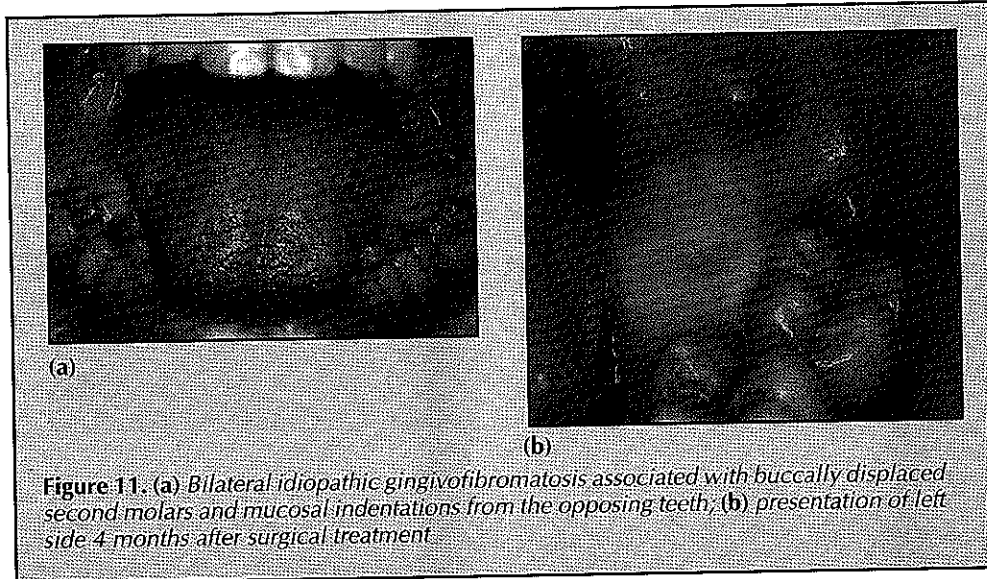 (a)
(b)
Figure 11. (a) Bilateral idiopathic gingivofibromatosis associated with buccally displaced
second molars and mucosal indentations from the opposing teeth; (b) presentation of left
side 4 months after surgical treatment